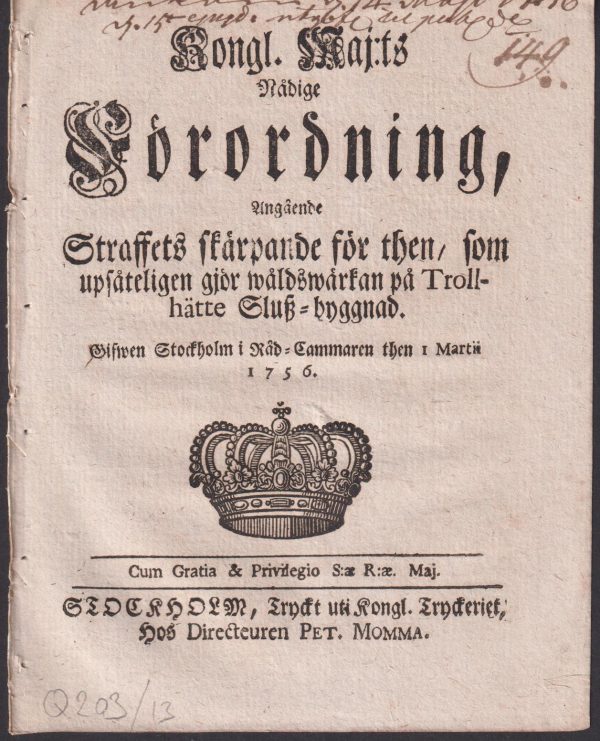 149.
Kongl. Maj:ts
Nådige
Förordning,
Angående
Straffets skärpande för then, som
upsåteligen gjör wåldswärkan på Troll-
hätte Sluß-byggnad.
Gifwen Stockholm i Råd-Cammaren then 1 Martii
1756.
Cum Gratia & Privilegio S:æ R:æ. Maj.
STOCKHOLM, Tryckt uti Kongl. Tryckeriet,
Hos Directeuren PET. MOMMA.
Q203/13